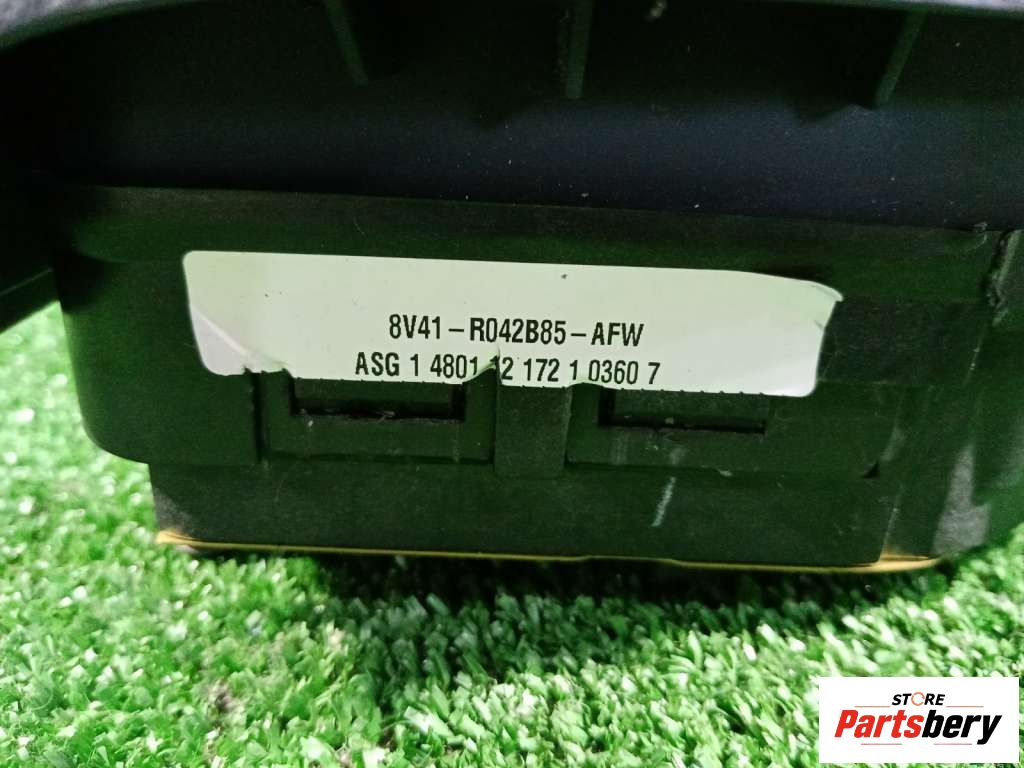 8V41-R042B85-AFW
ASG 1 4801 12 172 1 0360 7
STORE
Partsbery